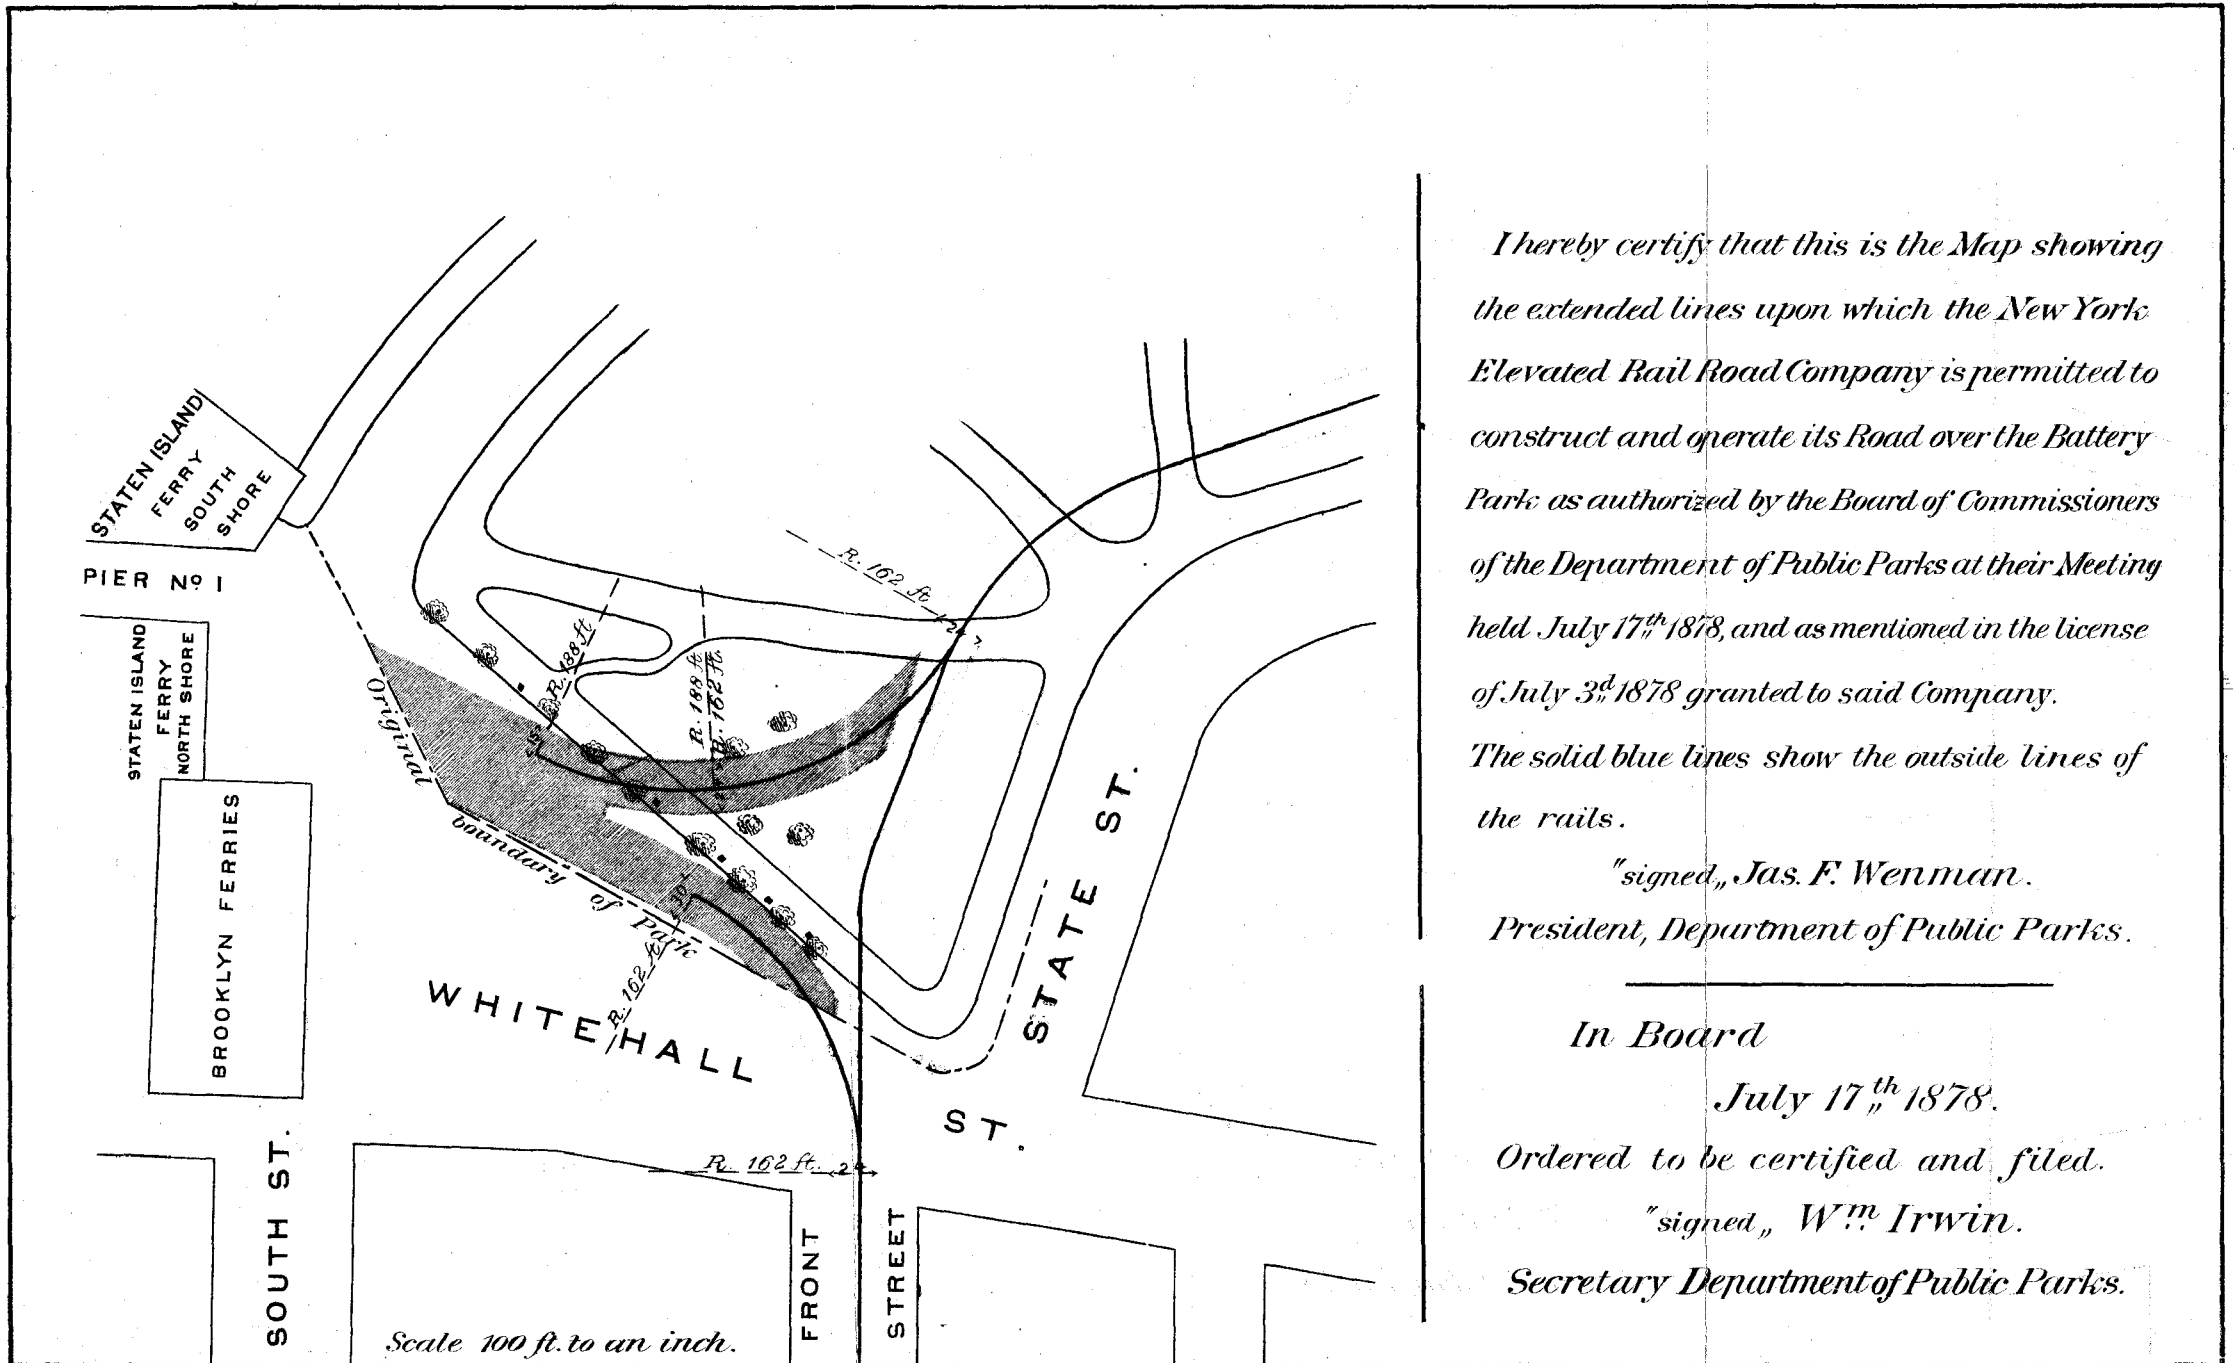 STATEN ISLAND
FERRY
SOUTH
SHORE
PIER Nº 1
STATEN ISLAND
FERRY
NORTH SHORE
BROOKLYN FERRIES
SOUTH ST.
WHITEHALL
ST.
STATE ST.
FRONT
STREET
Original
boundary of Park
R. 162 ft.
24
R. 188 ft
R. 188 ft.
R. 162 ft.
R. 162 ft.
R. 162 ft.
Scale 100 ft. to an inch.
I hereby certify that this is the Map showing
the extended lines upon which the New York
Elevated Rail Road Company is permitted to
construct and operate its Road over the Battery
Park as authorized by the Board of Commissioners
of the Department of Public Parks at their Meeting
held July 17th 1878, and as mentioned in the license
of July 3d 1878 granted to said Company.
The solid blue lines show the outside lines of
the rails.
"signed„ Jas. F. Wenman.
President, Department of Public Parks.
In Board
July 17th 1878.
Ordered to be certified and filed.
"signed„ Wm. Irwin.
Secretary Department of Public Parks.